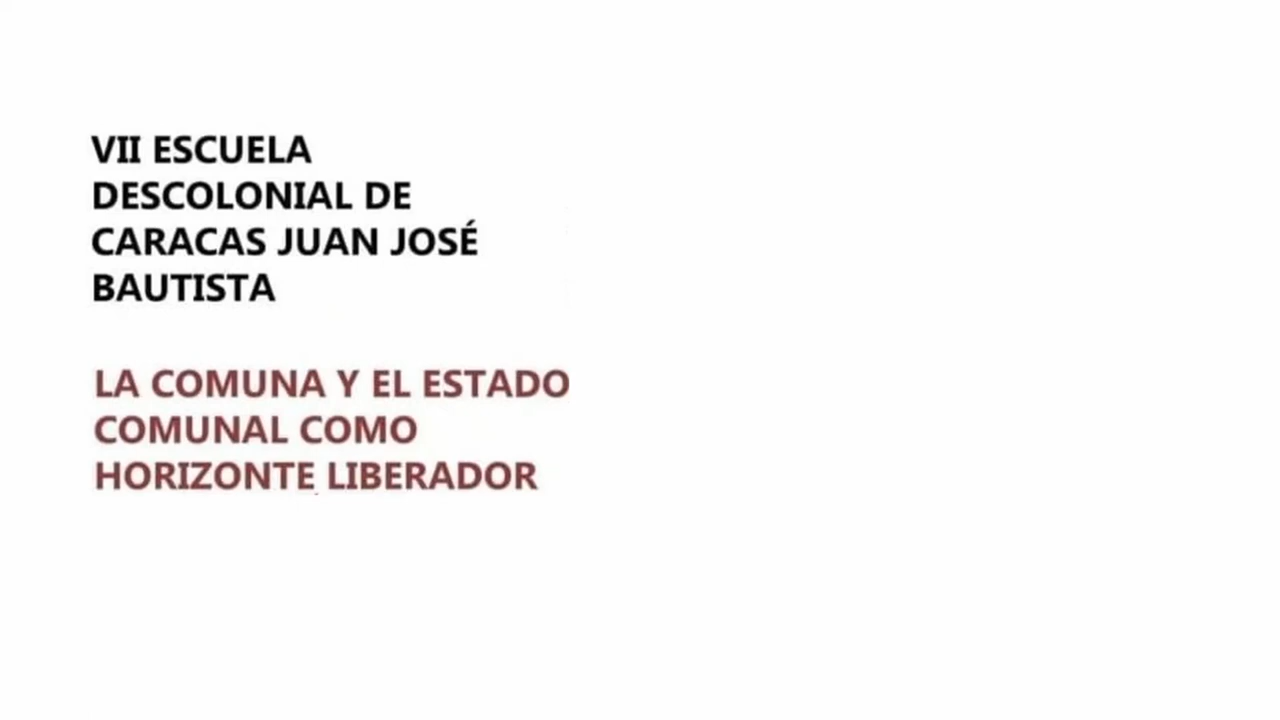 VII ESCUELA
DESCOLONIAL DE
CARACAS JUAN JOSÉ
BAUTISTA
LA COMUNA Y EL ESTADO
COMUNAL COMO
HORIZONTE LIBERADOR